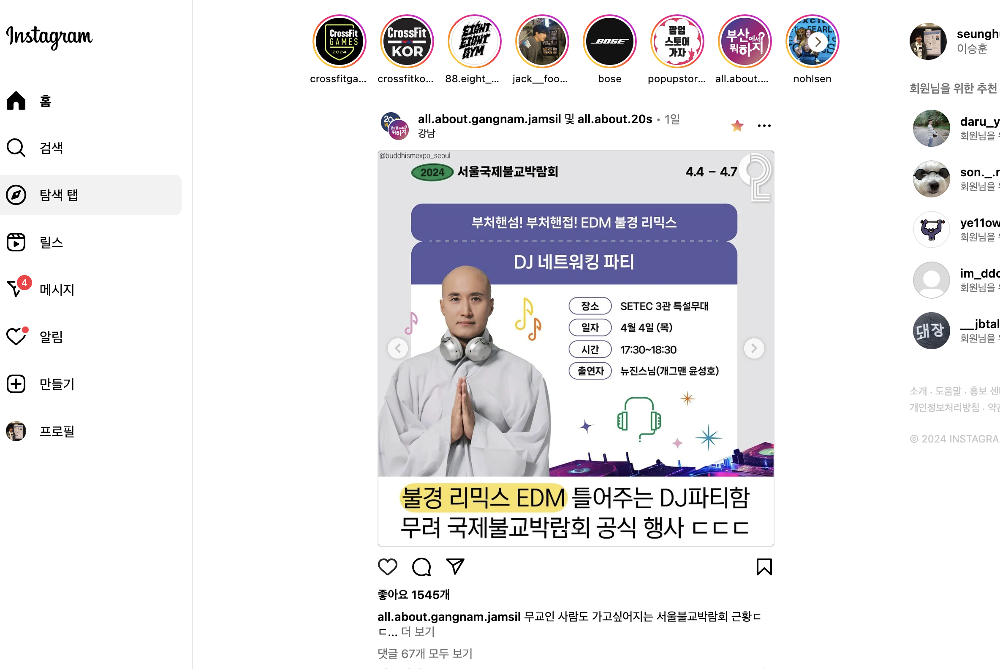 Instagram
홈
검색
탐색 탭
릴스
4
메시지
알림
만들기
프로필
CrossFit
GAMES
2024
crossfitga...
CrossFit
KOR
crossfitko...
EIGHT
EIGHT
GYM
88.eight_...
jack__foo...
BOSE
bose
팝업
스토어
가자
popupstor...
부산에서?
뭐하지
all.about....
nohlsen
all.about.gangnam.jamsil 및 all.about.20s • 1일
강남
@buddhismexpo_seoul
2024 서울국제불교박람회 4.4 – 4.7
부처핸섬! 부처핸접! EDM 불경 리믹스
DJ 네트워킹 파티
장소 SETEC 3관 특설무대
일자 4월 4일 (목)
시간 17:30~18:30
출연자 뉴진스님(개그맨 윤성호)
불경 리믹스 EDM 틀어주는 DJ파티함
무려 국제불교박람회 공식 행사 ㄷㄷㄷ
좋아요 1545개
all.about.gangnam.jamsil 무교인 사람도 가고싶어지는 서울불교박람회 근황ㄷ
ㄷ... 더 보기
댓글 67개 모두 보기
이승훈
회원님을 위한 추천
daru_y
회원님을
son._.r
회원님을
ye11ow
회원님을
im_ddo
회원님을
대장
__jbtal
회원님을
소개 · 도움말 · 홍보
개인정보처리방침 ·
© 2024 INSTAGRA